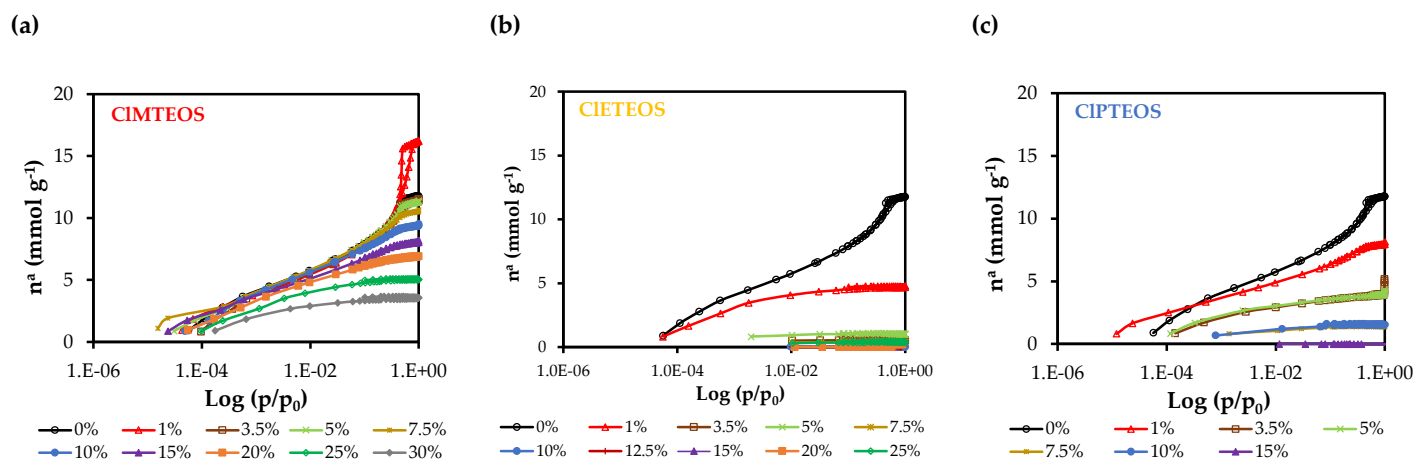 (a)
ClMTEOS
nᵃ (mmol g⁻¹)
20
15
10
5
0
1.E-06
1.E-04
1.E-02
1.E+00
Log (p/p₀)
0%
1%
3.5%
5%
7.5%
10%
15%
20%
25%
30%
(b)
ClETEOS
nᵃ (mmol g⁻¹)
20
15
10
5
0
1.0E-06
1.0E-04
1.0E-02
1.0E+00
Log (p/p₀)
0%
1%
3.5%
5%
7.5%
10%
12.5%
15%
20%
25%
(c)
ClPTEOS
nᵃ (mmol g⁻¹)
20
15
10
5
0
1.E-06
1.E-04
1.E-02
1.E+00
Log (p/p₀)
0%
1%
3.5%
5%
7.5%
10%
15%